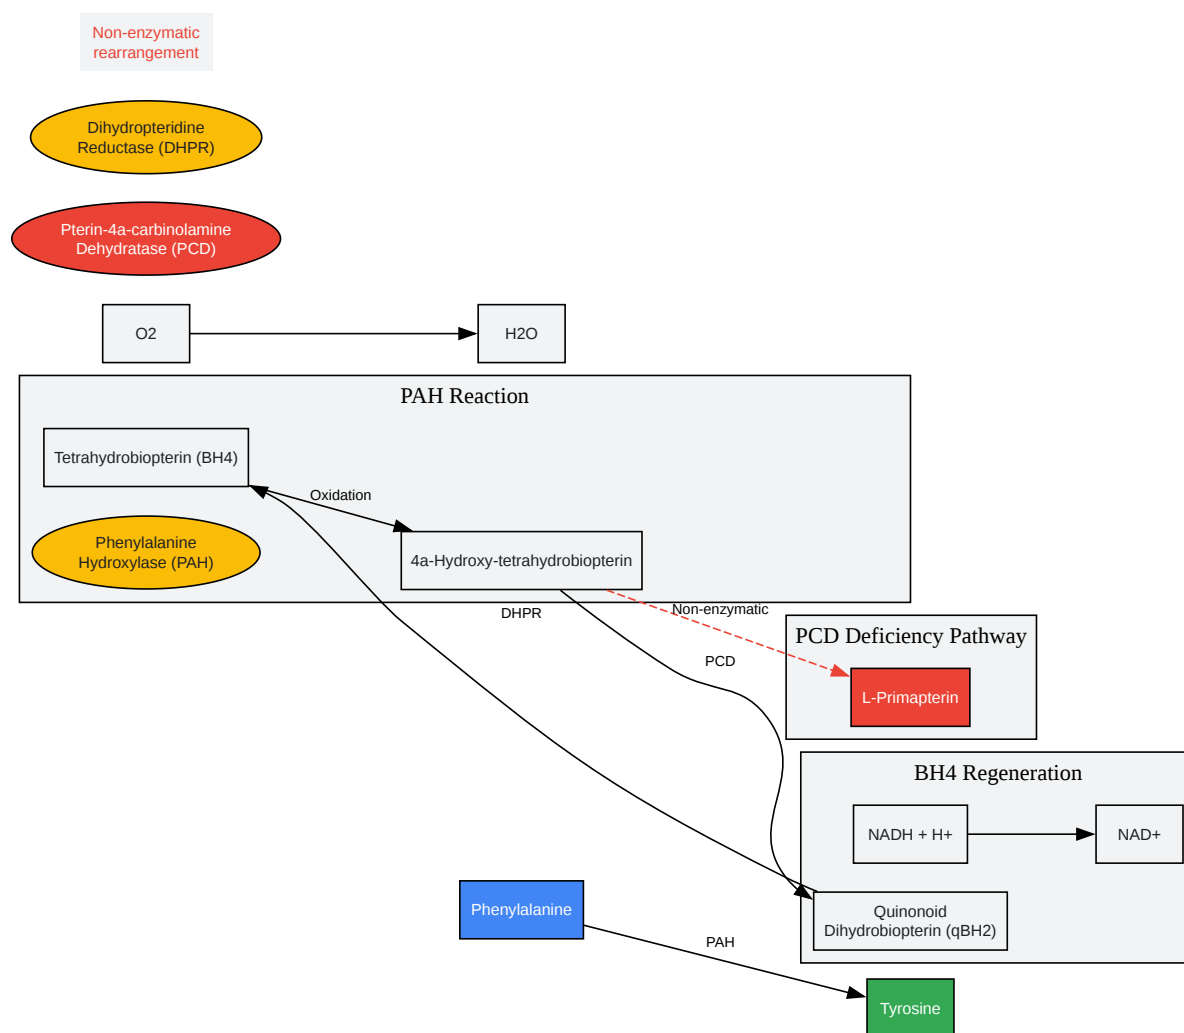 Non-enzymatic
rearrangement
Dihydropteridine
Reductase (DHPR)
Pterin-4a-carbinolamine
Dehydratase (PCD)
O2
H2O
PAH Reaction
Tetrahydrobiopterin (BH4)
Oxidation
Phenylalanine
Hydroxylase (PAH)
4a-Hydroxy-tetrahydrobiopterin
DHPR
Non-enzymatic
PCD Deficiency Pathway
PCD
L-Primapterin
BH4 Regeneration
NADH + H+
NAD+
Phenylalanine
Quinonoid
Dihydrobiopterin (qBH2)
PAH
Tyrosine